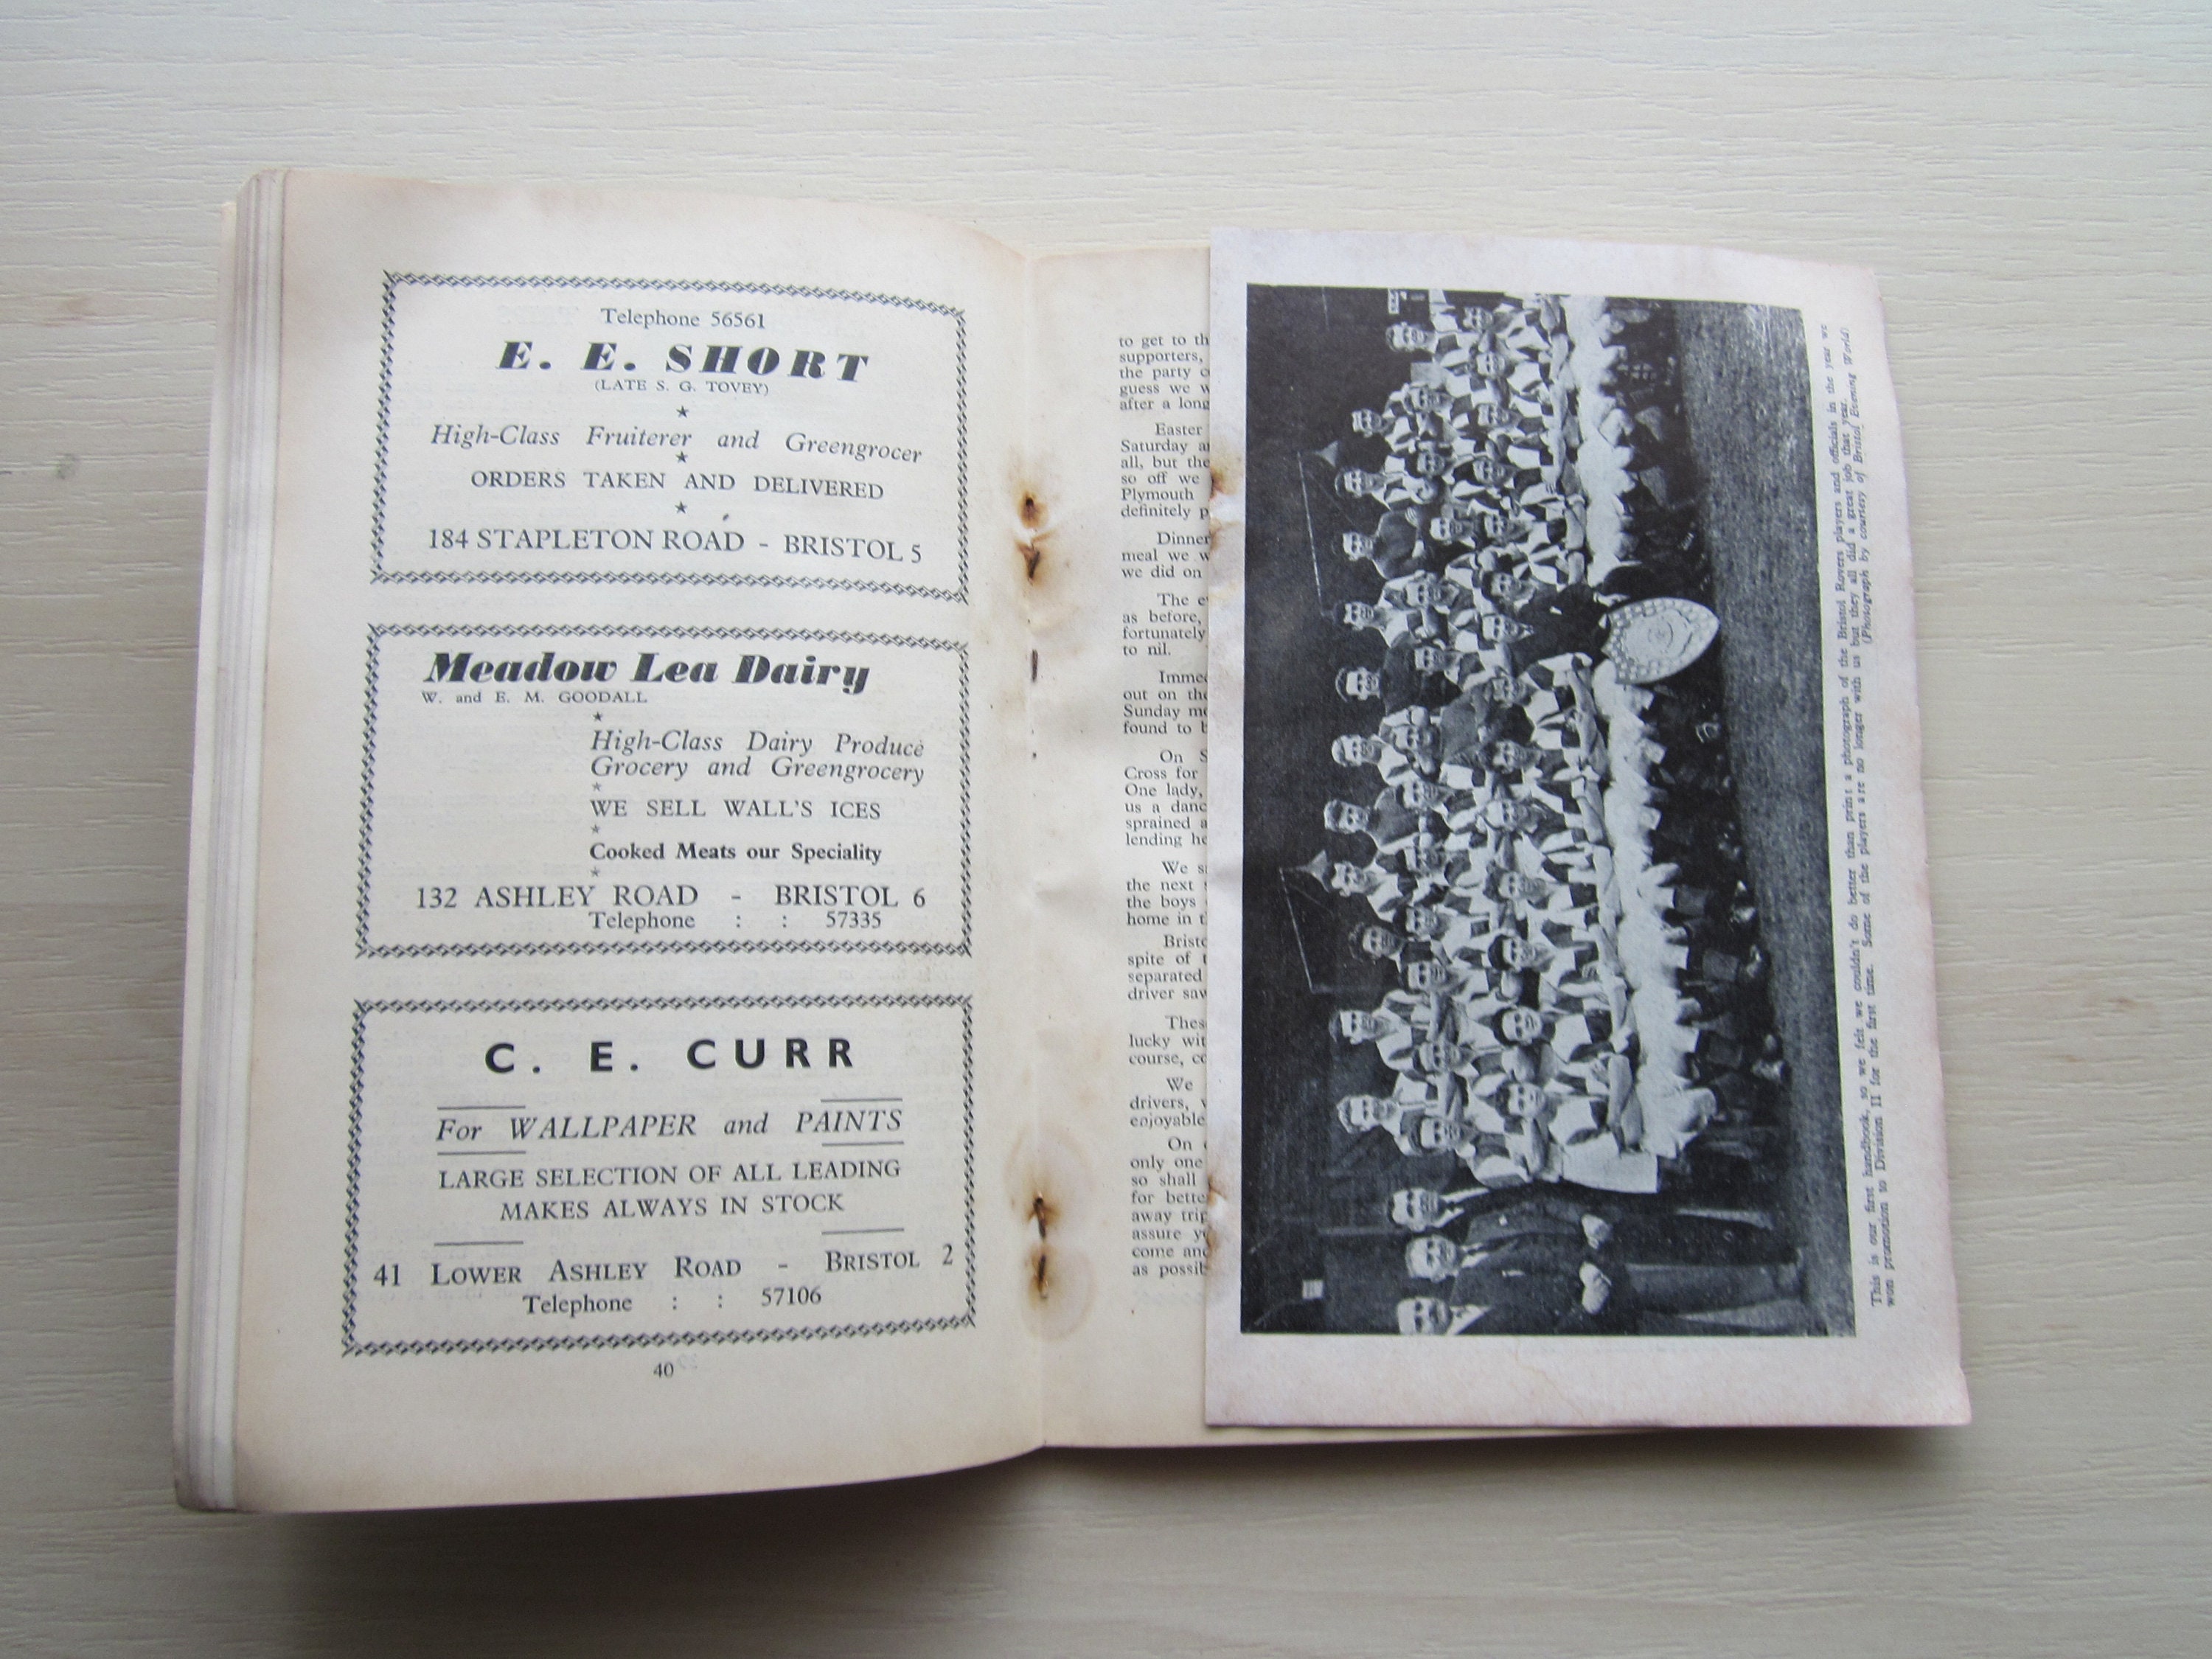 Telephone 56561
E. E. SHORT
(LATE S. G. TOVEY)
High-Class Fruiterer and Greengrocer
ORDERS TAKEN AND DELIVERED
184 STAPLETON ROAD - BRISTOL 5
Meadow Lea Dairy
W. and E. M. GOODALL
High-Class Dairy Produce
Grocery and Greengrocery
WE SELL WALL'S ICES
Cooked Meats our Speciality
132 ASHLEY ROAD - BRISTOL 6
Telephone : : 57335
C. E. CURR
For WALLPAPER and PAINTS
LARGE SELECTION OF ALL LEADING
MAKES ALWAYS IN STOCK
41 LOWER ASHLEY ROAD - BRISTOL 2
Telephone : : 57106
40
to get to th
supporters,
the party
guess we w
after a long
Easter
Saturday a
all, but the
so off we
Plymouth
definitely p
Dinner
meal we w
we did on
The e
as before,
fortunately
to nil.
Imme
out on the
Sunday m
found to b
On S
Cross for
One lady,
us a danc
sprained a
lending he
We s
the next
the boys
home in t
Bristo
spite of t
separated
driver saw
Thes
lucky wit
course, co
We
drivers,
enjoyable
On
only one
so shall
for bette
away trip
assure y
come and
as possib
This is our first handbook, so we felt we couldn't do better than print a photograph of the Bristol Rovers players and officials in the year we
won promotion to Division II for the first time. Some of the players are no longer with us but they all did a great job that year.
(Photograph by courtesy of Bristol Evening World)